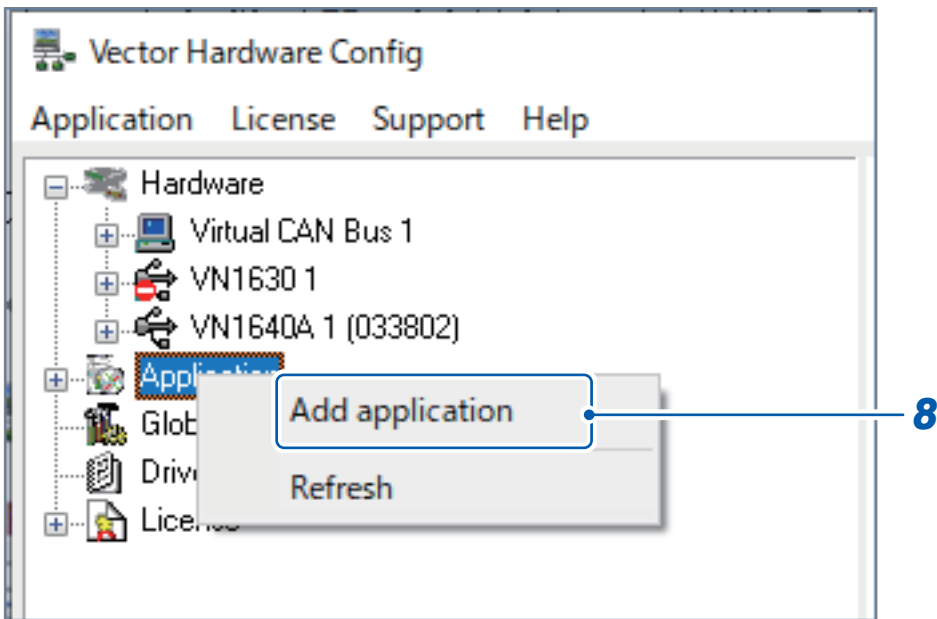 Vector Hardware Config
Application License Support Help
Hardware
Virtual CAN Bus 1
VN1630 1
VN1640A 1 (033802)
Application
Add application
8
Refresh